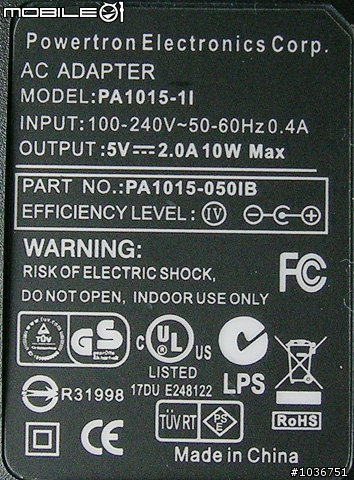 MOBILE01
Powertron Electronics Corp.
AC ADAPTER
MODEL:PA1015-1I
INPUT:100-240V~50-60Hz 0.4A
OUTPUT:5V⎓2.0A 10W Max
PART NO.:PA1015-050IB
EFFICIENCY LEVEL: IV
WARNING:
RISK OF ELECTRIC SHOCK,
DO NOT OPEN, INDOOR USE ONLY
FC
TÜV
GS
geprüfte
C UL US
LISTED
17DU E248122
LPS
R31998
TÜV RT
PS E
RoHS
CE
Made in China
#1036751